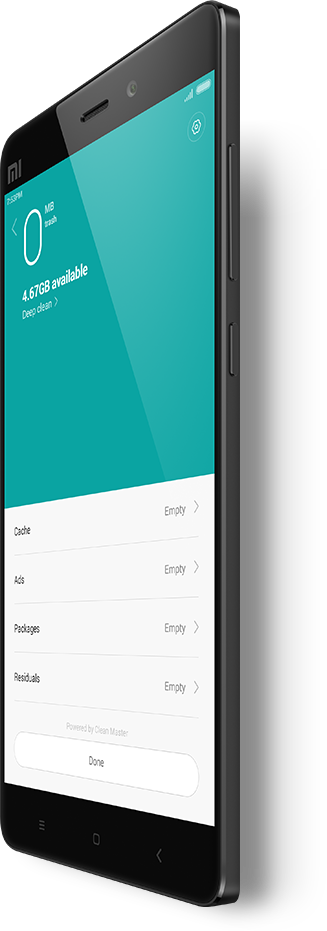 MI
7:53PM
0 MB
trash
4.67GB available
Deep clean
Cache Empty
Ads Empty
Packages Empty
Residuals Empty
Powered by Clean Master
Done